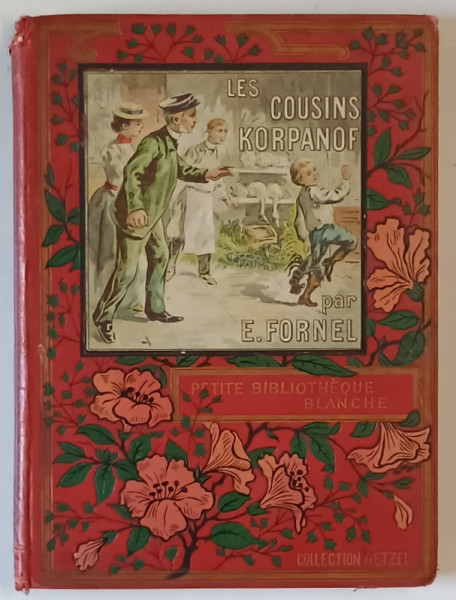 LES
COUSINS
KORPANOF
par
E. FORNEL
PETITE BIBLIOTHÈQUE
BLANCHE
COLLECTION HETZEL